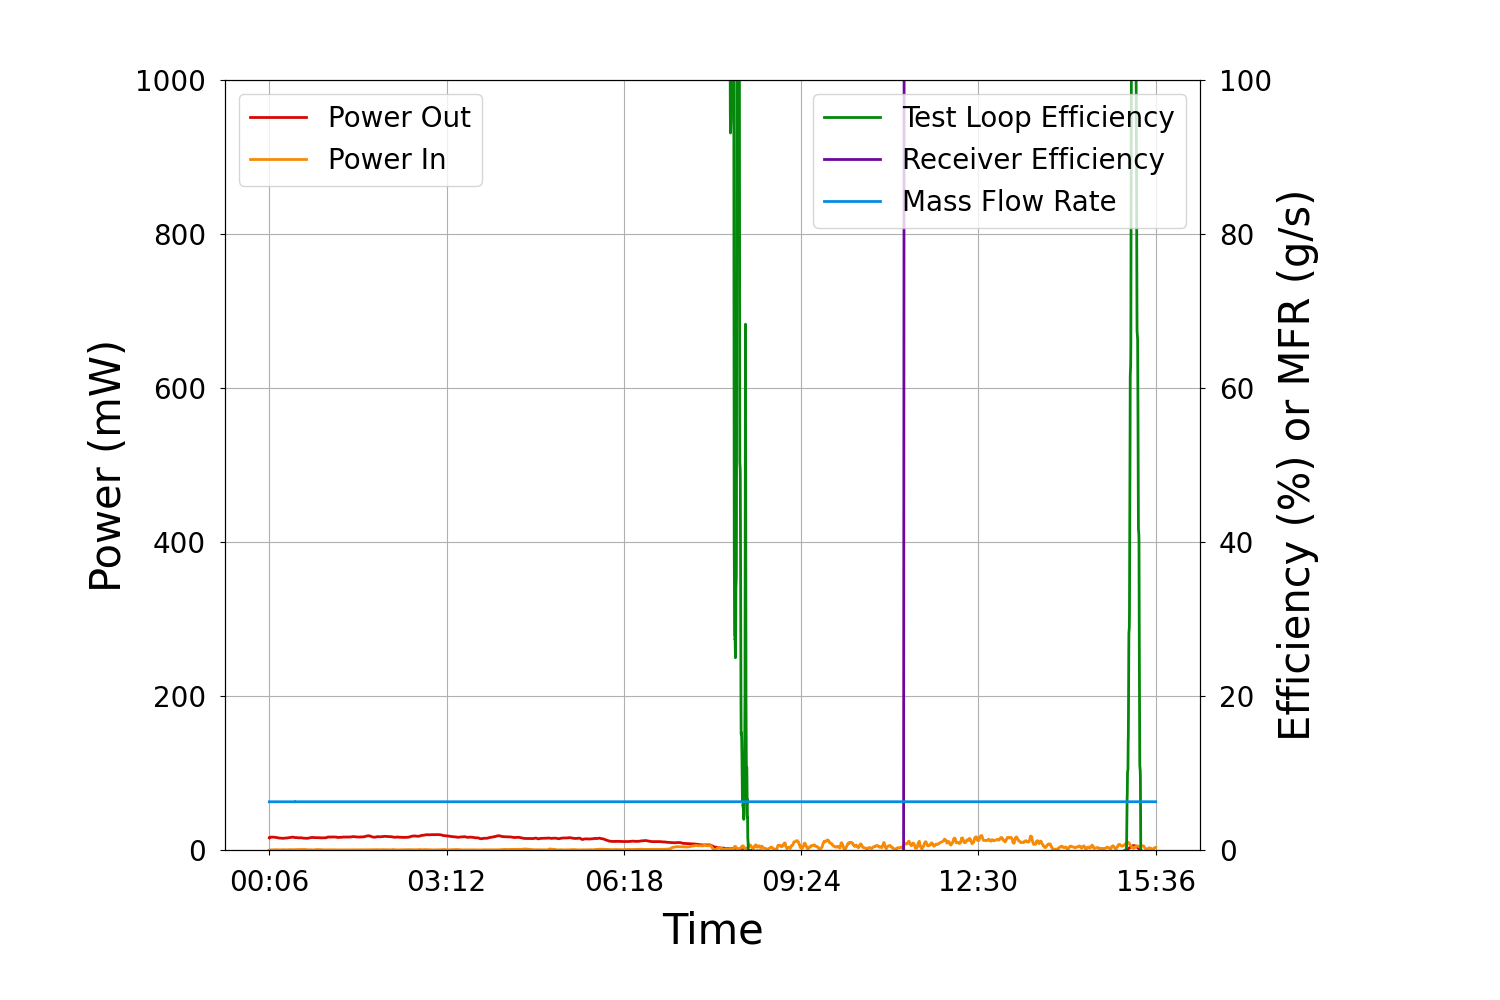 Power Out
Power In
Test Loop Efficiency
Receiver Efficiency
Mass Flow Rate
1000
800
600
400
200
0
Power (mW)
100
80
60
40
20
0
Efficiency (%) or MFR (g/s)
00:06 03:12 06:18 09:24 12:30 15:36
Time